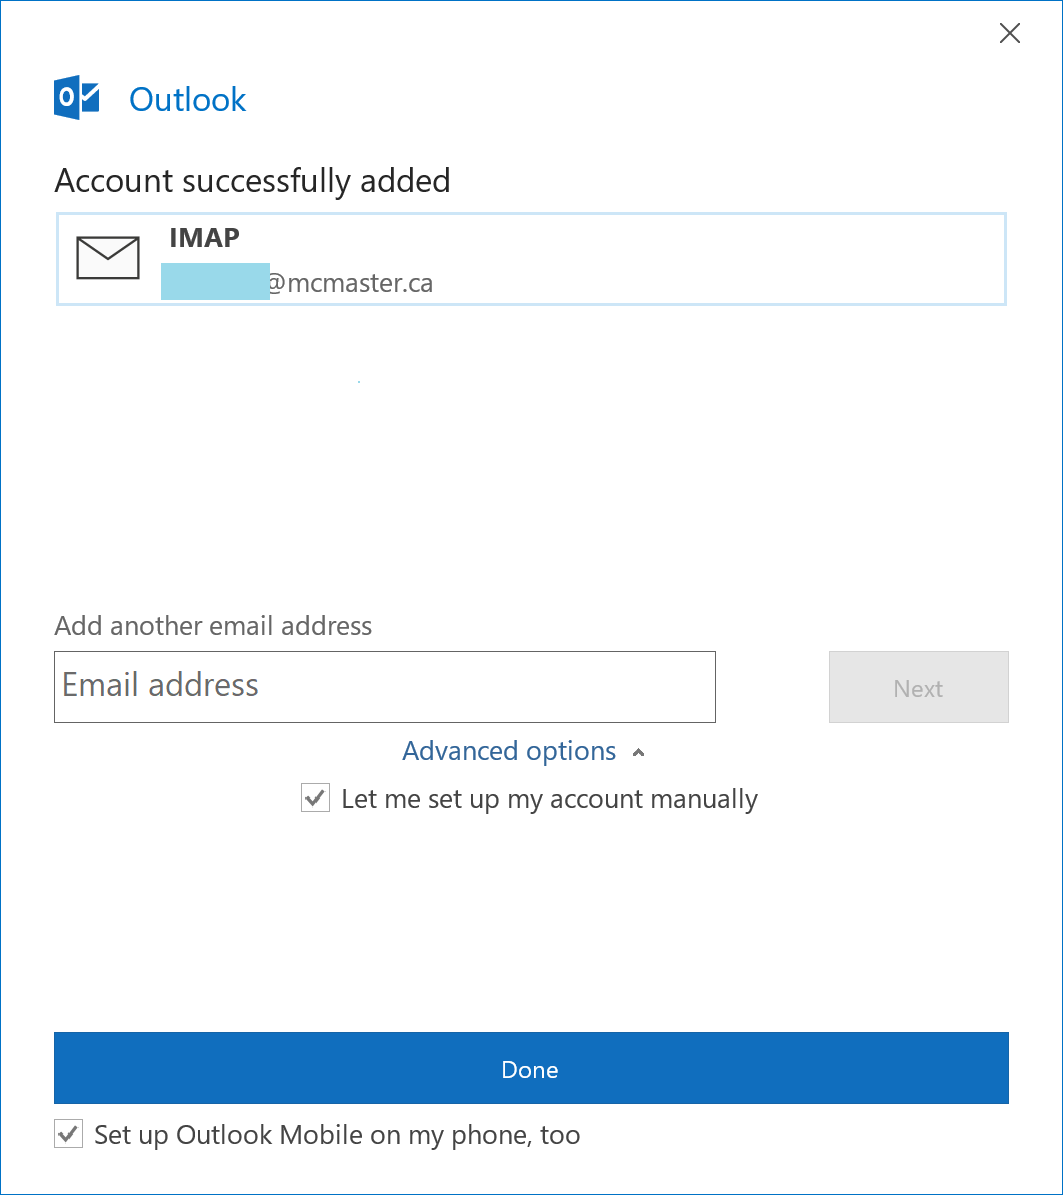 Outlook
Account successfully added
IMAP
@mcmaster.ca
Add another email address
Email address
Next
Advanced options
Let me set up my account manually
Done
Set up Outlook Mobile on my phone, too